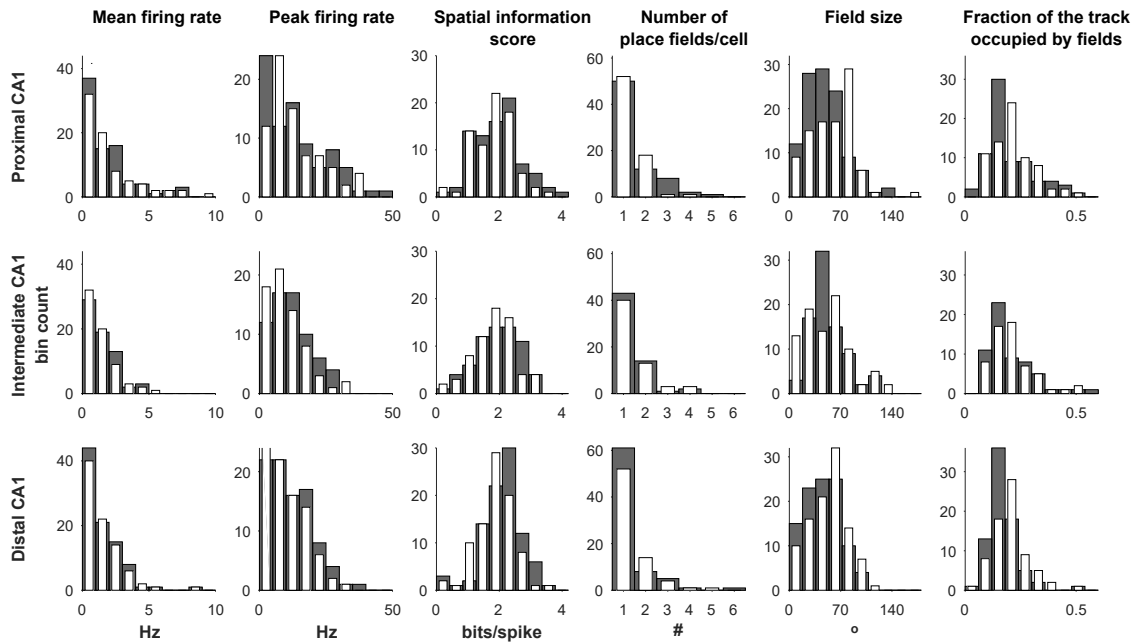 Mean firing rate
Peak firing rate
Spatial information
score
Number of
place fields/cell
Field size
Fraction of the track
occupied by fields
Proximal CA1
40
20
0
0 5 10
20
10
0
0 50
30
20
10
0
0 2 4
60
40
20
0
1 2 3 4 5 6
30
20
10
0
0 70 140
30
20
10
0
0 0.5
Intermediate CA1
bin count
40
20
0
0 5 10
20
10
0
0 50
30
20
10
0
0 2 4
60
40
20
0
1 2 3 4 5 6
30
20
10
0
0 70 140
30
20
10
0
0 0.5
Distal CA1
40
20
0
0 5 10
20
10
0
0 50
30
20
10
0
0 2 4
60
40
20
0
1 2 3 4 5 6
30
20
10
0
0 70 140
30
20
10
0
0 0.5
Hz
Hz
bits/spike
#
o